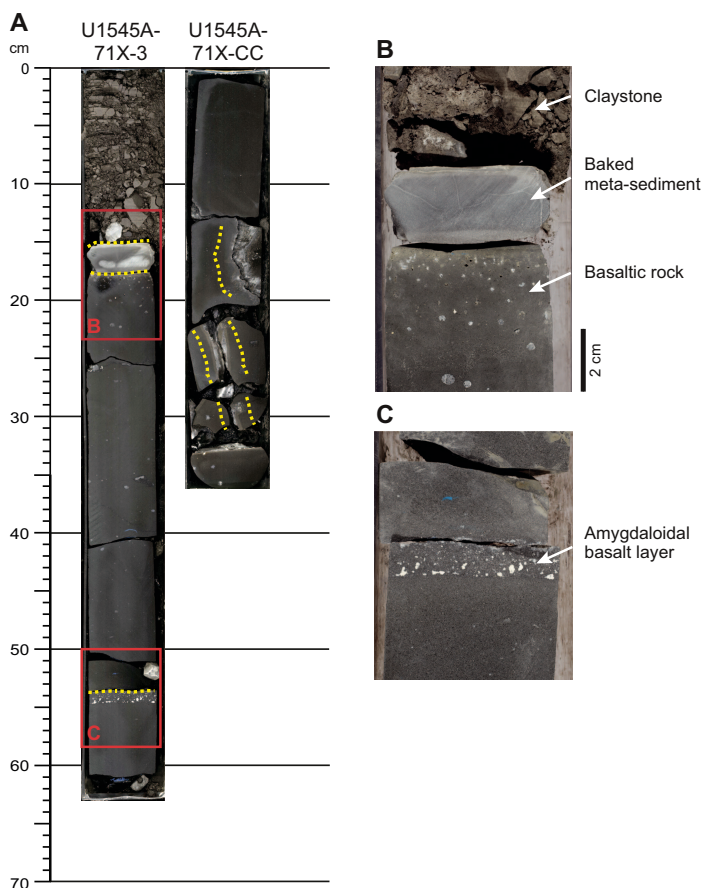 A
U1545A-
71X-3
U1545A-
71X-CC
cm
0
10
20
30
40
50
60
70
B
C
B
Claystone
Baked
meta-sediment
Basaltic rock
2 cm
C
Amygdaloidal
basalt layer